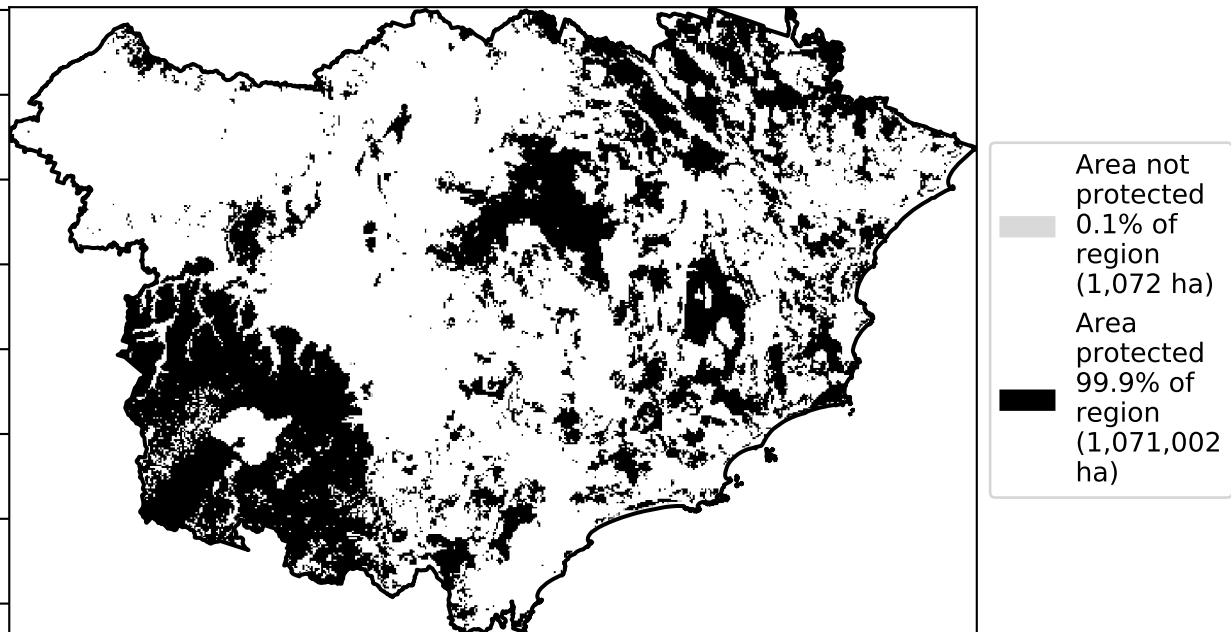 Area not
protected
0.1% of
region
(1,072 ha)
Area
protected
99.9% of
region
(1,071,002
ha)